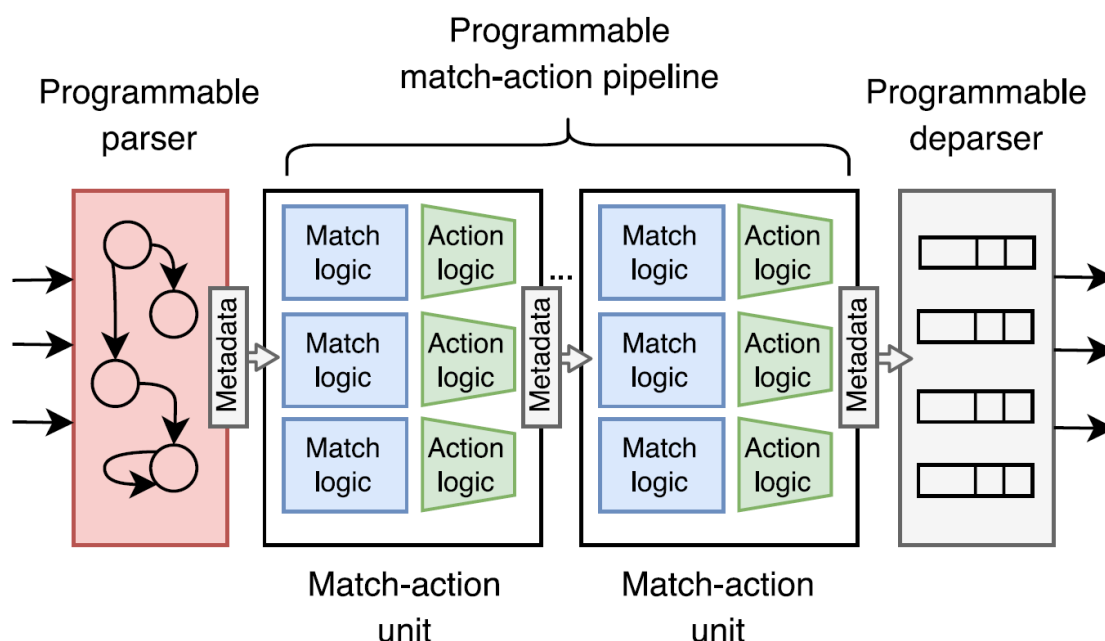 Programmable
match-action pipeline
Programmable
parser
Programmable
deparser
Match
logic
Action
logic
Match
logic
Action
logic
Match
logic
Action
logic
Metadata
...
Metadata
Match
logic
Action
logic
Match
logic
Action
logic
Match
logic
Action
logic
Metadata
Match-action
unit
Match-action
unit